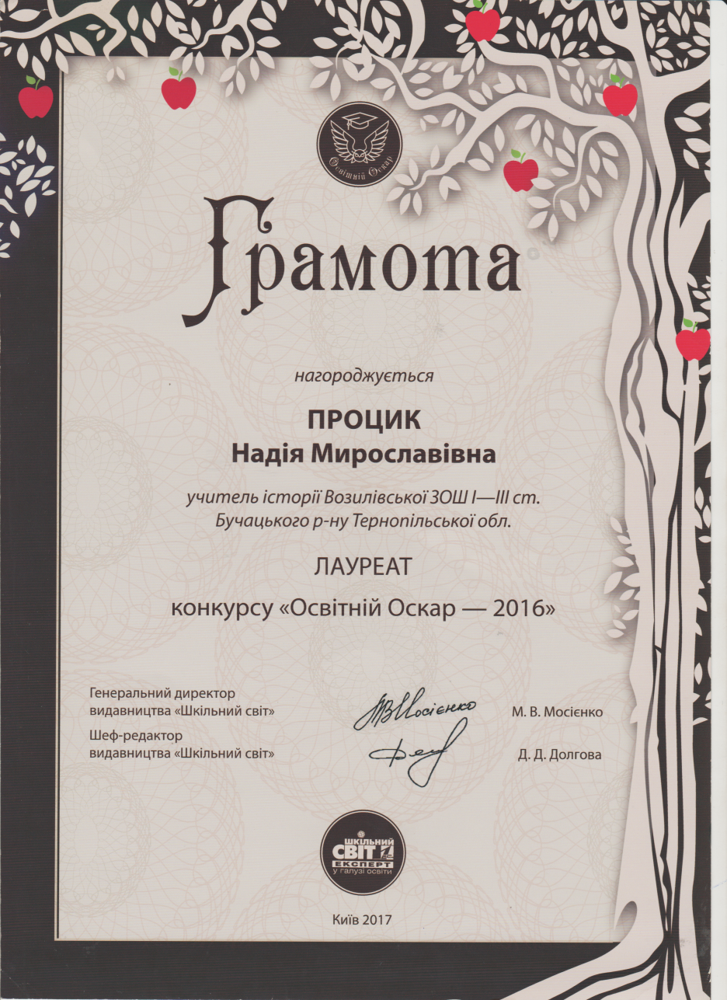 Освітній Оскар
Грамота
нагороджується
ПРОЦИК
Надія Мирославівна
учитель історії Возилівської ЗОШ І—ІІІ ст.
Бучацького р-ну Тернопільської обл.
ЛАУРЕАТ
конкурсу «Освітній Оскар — 2016»
Генеральний директор
видавництва «Шкільний світ»
МВМосієнко
М. В. Мосієнко
Шеф-редактор
видавництва «Шкільний світ»
Д. Д. Долгова
ШКІЛЬНИЙ
СВІТ
ЕКСПЕРТ
у галузі освіти
Київ 2017